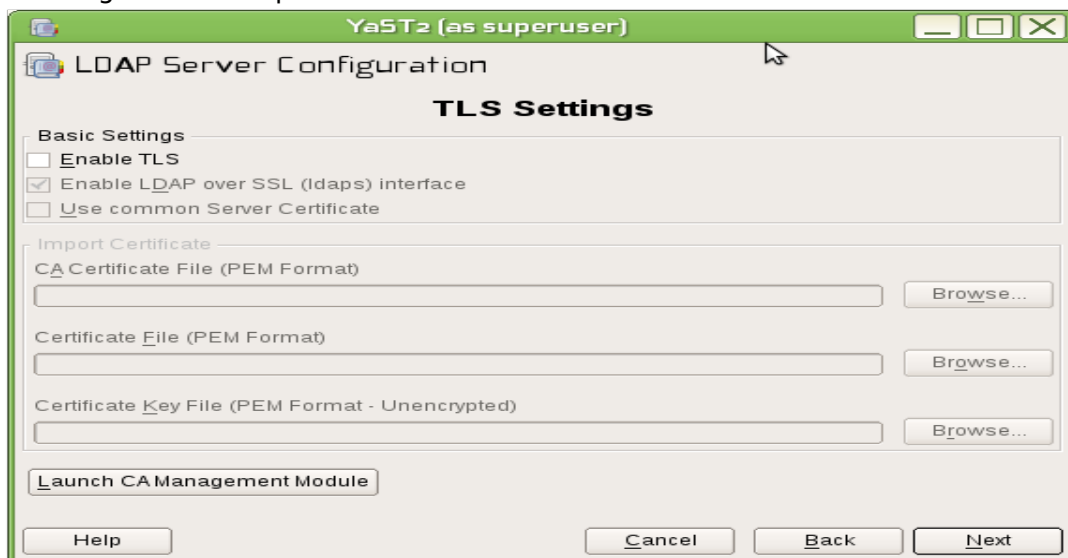 YaST2 (as superuser)
LDAP Server Configuration
TLS Settings
Basic Settings
Enable TLS
Enable LDAP over SSL (ldaps) interface
Use common Server Certificate
Import Certificate
CA Certificate File (PEM Format)
Browse...
Certificate File (PEM Format)
Browse...
Certificate Key File (PEM Format - Unencrypted)
Browse...
Launch CA Management Module
Help Cancel Back Next